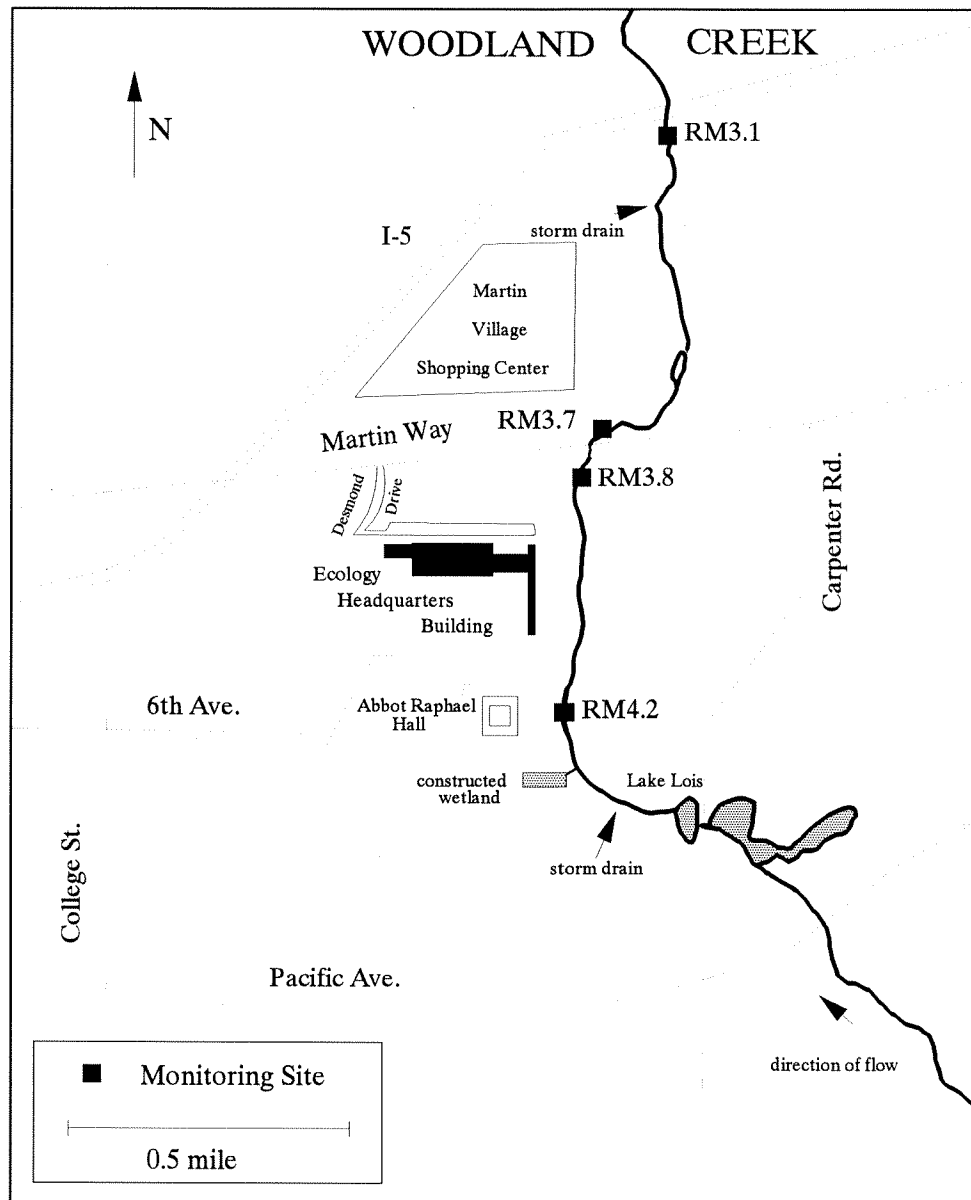 WOODLAND CREEK
N
RM3.1
storm drain
I-5
Martin
Village
Shopping Center
RM3.7
Martin Way
RM3.8
Desmond
Drive
Carpenter Rd.
Ecology
Headquarters
Building
6th Ave.
Abbot Raphael
Hall
RM4.2
constructed
wetland
Lake Lois
storm drain
College St.
Pacific Ave.
direction of flow
Monitoring Site
0.5 mile